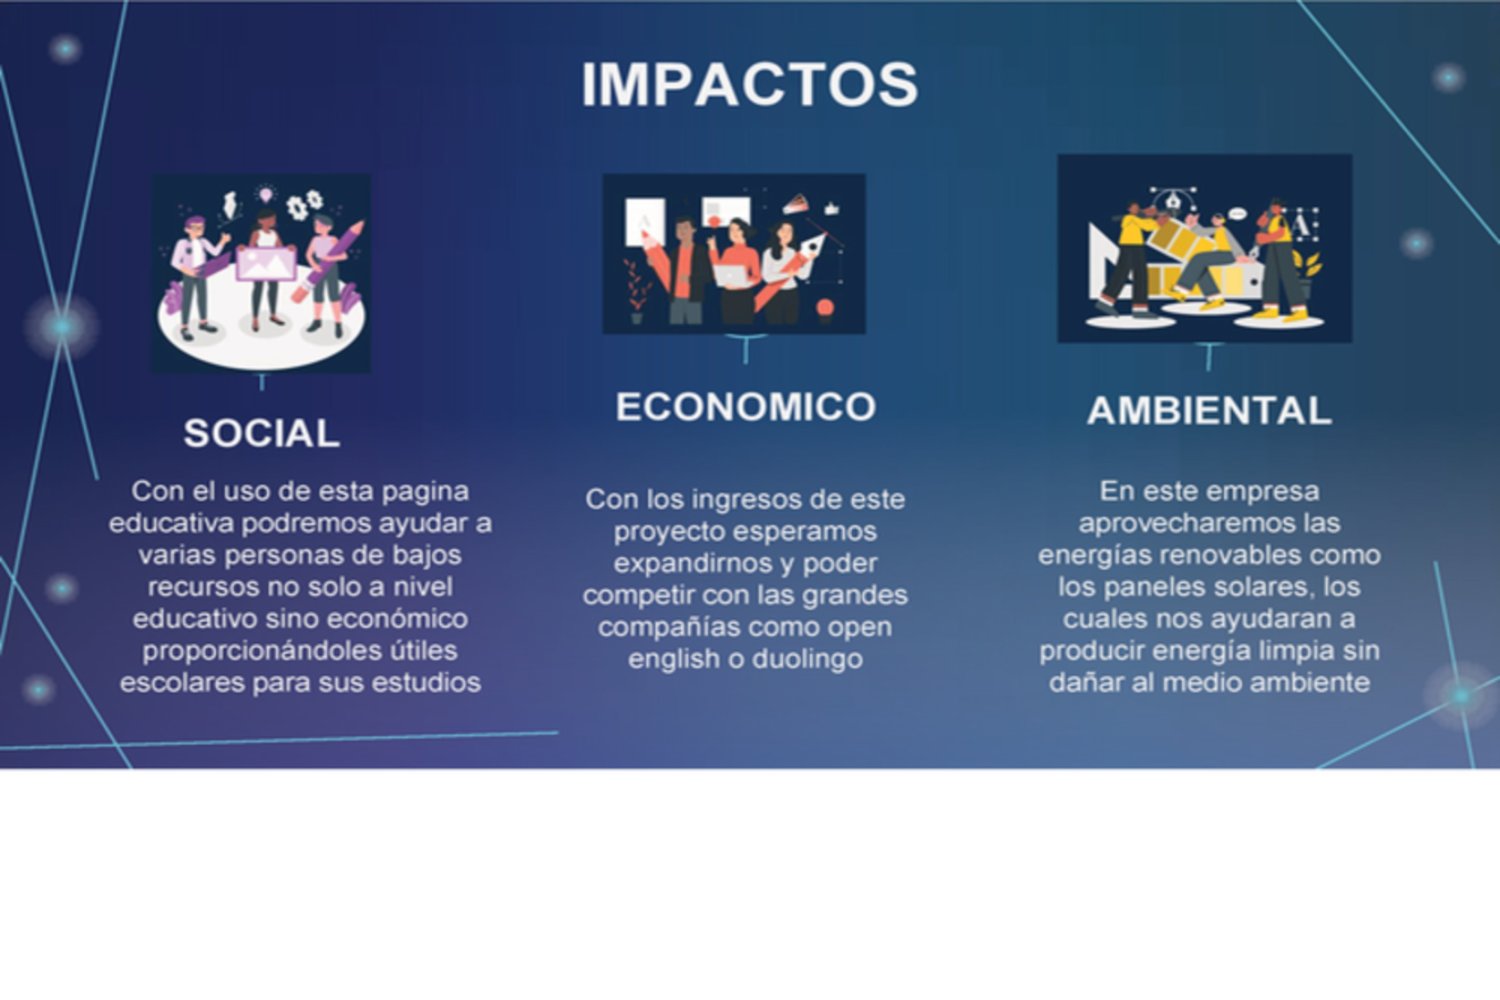 IMPACTOS
SOCIAL
Con el uso de esta pagina
educativa podremos ayudar a
varias personas de bajos
recursos no solo a nivel
educativo sino económico
proporcionándoles útiles
escolares para sus estudios
ECONOMICO
Con los ingresos de este
proyecto esperamos
expandirnos y poder
competir con las grandes
compañías como open
english o duolingo
AMBIENTAL
En este empresa
aprovecharemos las
energías renovables como
los paneles solares, los
cuales nos ayudaran a
producir energía limpia sin
dañar al medio ambiente
A
A